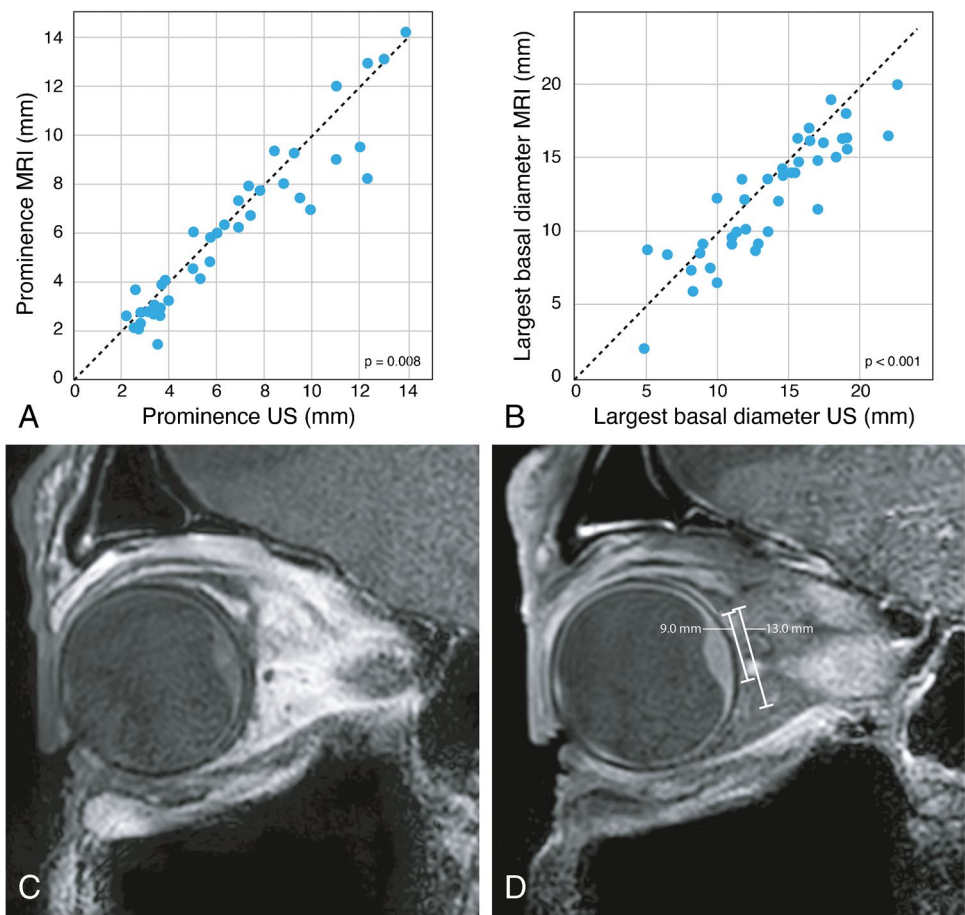 14
12
10
8
6
4
2
0
0 2 4 6 8 10 12 14
Prominence MRI (mm)
Prominence US (mm)
p = 0.008
A
20
15
10
5
0
0 5 10 15 20
Largest basal diameter MRI (mm)
Largest basal diameter US (mm)
p < 0.001
B
C
9.0 mm 13.0 mm
D